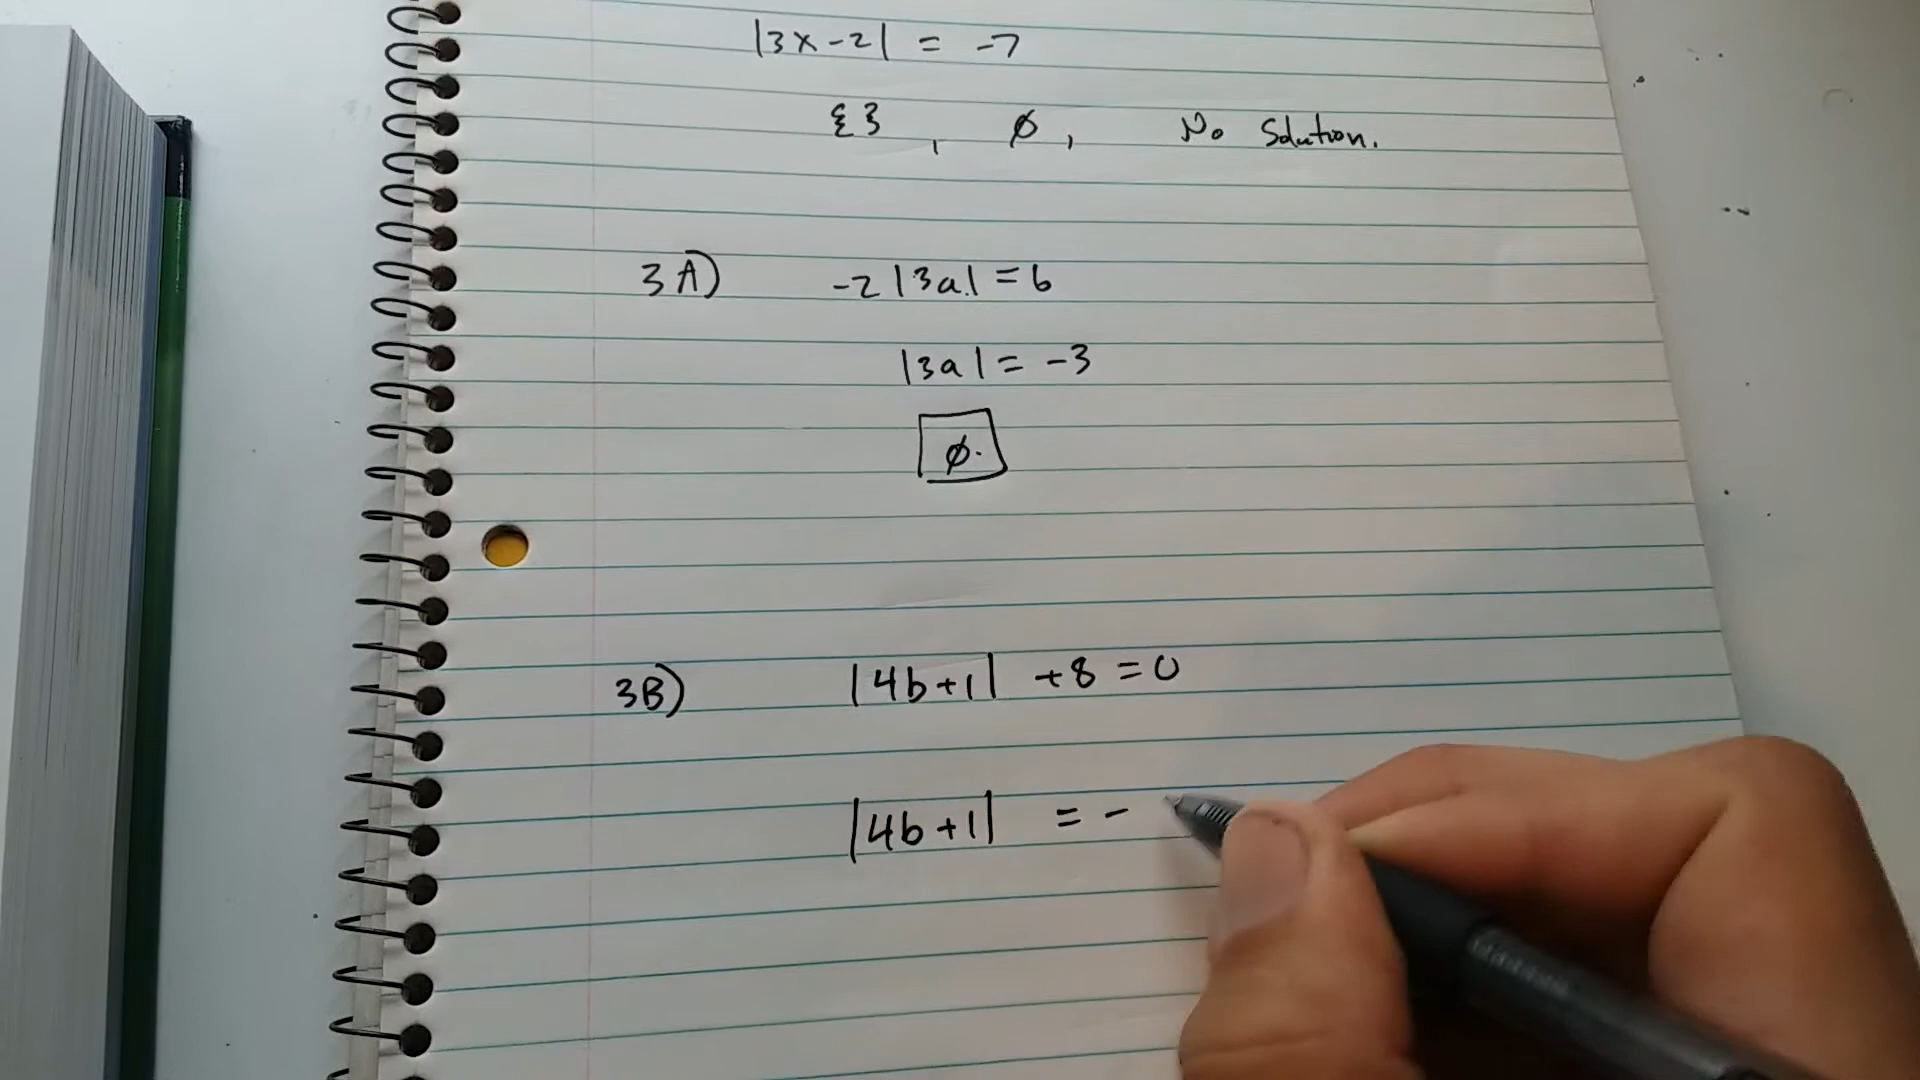 |3x-2| = -7
{ } , ∅, No Solution.
3A) -2|3a| = 6
|3a| = -3
∅.
3B) |4b+1| +8 = 0
|4b+1| = -